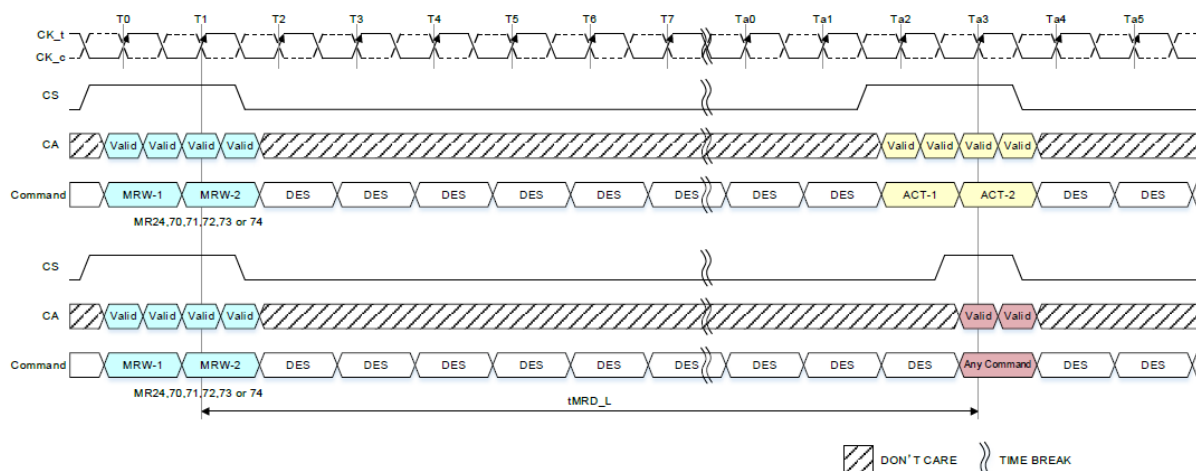 T0 T1 T2 T3 T4 T5 T6 T7 Ta0 Ta1 Ta2 Ta3 Ta4 Ta5
CK_t
CK_c
CS
CA Valid Valid Valid Valid Valid Valid Valid Valid
Command MRW-1 MRW-2 DES DES DES DES DES DES DES DES ACT-1 ACT-2 DES DES
MR24,70,71,72,73 or 74
CS
CA Valid Valid Valid Valid Valid Valid
Command MRW-1 MRW-2 DES DES DES DES DES DES DES DES DES Any Command DES DES
MR24,70,71,72,73 or 74
tMRD_L
DON'T CARE TIME BREAK